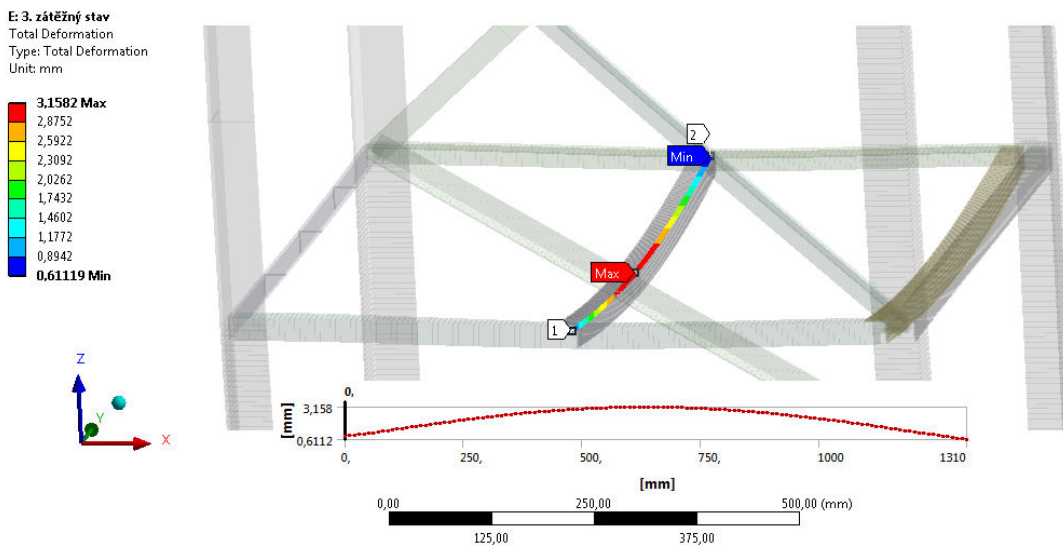 E: 3. zátěžný stav
Total Deformation
Type: Total Deformation
Unit: mm
3,1582 Max
2,8752
2,5922
2,3092
2,0262
1,7432
1,4602
1,1772
0,8942
0,61119 Min
2
Min
Max
1
Z
Y
X
0,
3,158
[mm]
0,6112
0, 250, 500, 750, 1000 1310
[mm]
0,00 250,00 500,00 (mm)
125,00 375,00